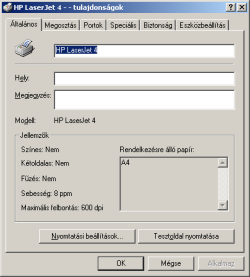 HP LaserJet 4 - - tulajdonságok
Általános Megosztás Portok Speciális Biztonság Eszközbeállítás
HP LaserJet 4
Hely:
Megjegyzés:
Modell: HP LaserJet 4
Jellemzők
Színes: Nem Rendelkezésre álló papír:
Kétoldalas: Nem A4
Fűzés: Nem
Sebesség: 8 ppm
Maximális felbontás: 600 dpi
Nyomtatási beállítások... Tesztoldal nyomtatása
OK Mégse Alkalmaz